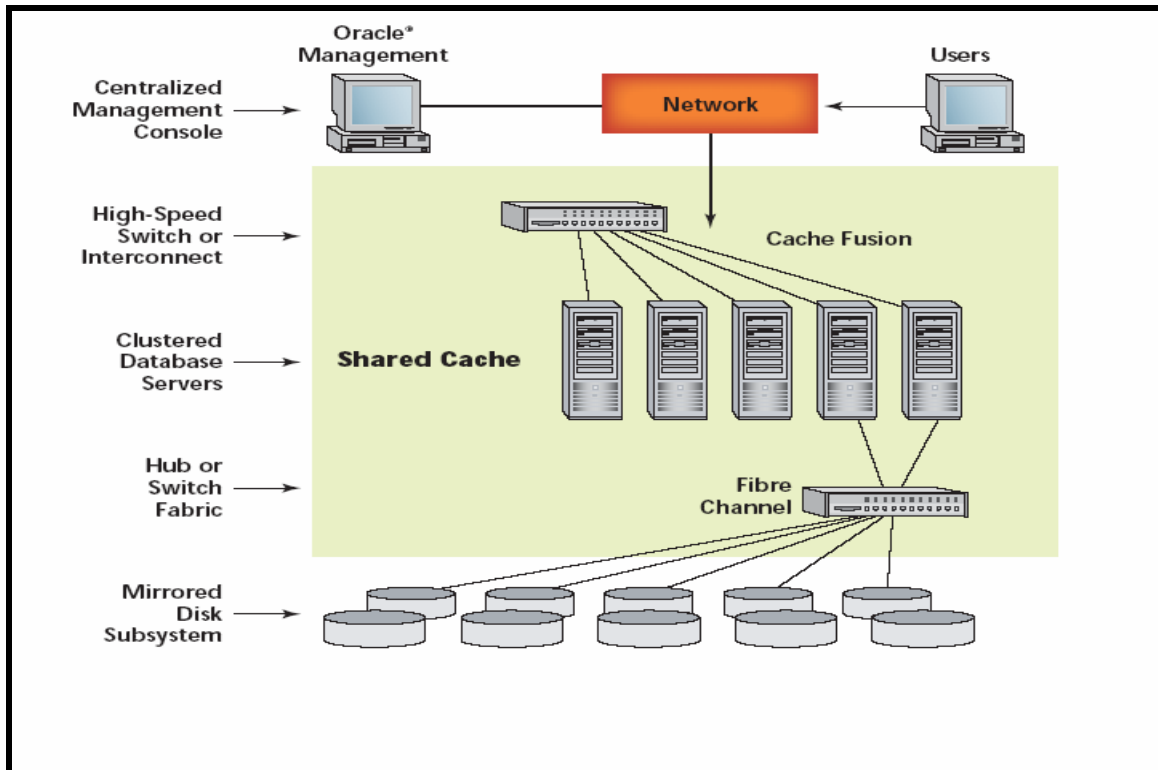 Oracle®
Management
Users
Centralized
Management
Console
Network
High-Speed
Switch or
Interconnect
Cache Fusion
Clustered
Database
Servers
Shared Cache
Hub or
Switch
Fabric
Fibre
Channel
Mirrored
Disk
Subsystem